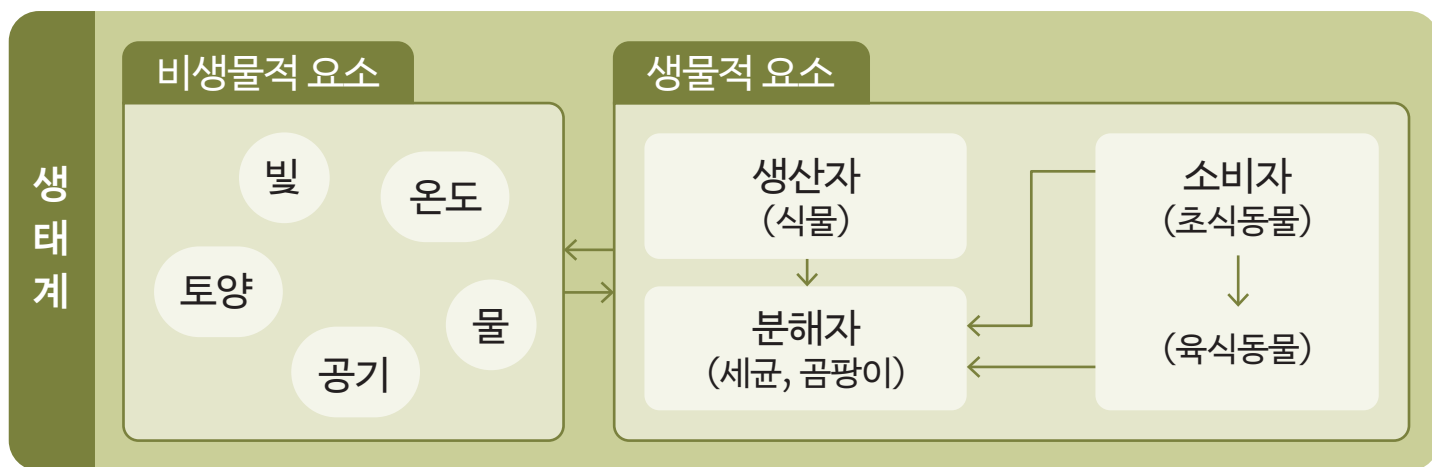 생태계
비생물적 요소
빛
온도
토양
물
공기
생물적 요소
생산자
(식물)
분해자
(세균, 곰팡이)
소비자
(초식동물)
(육식동물)